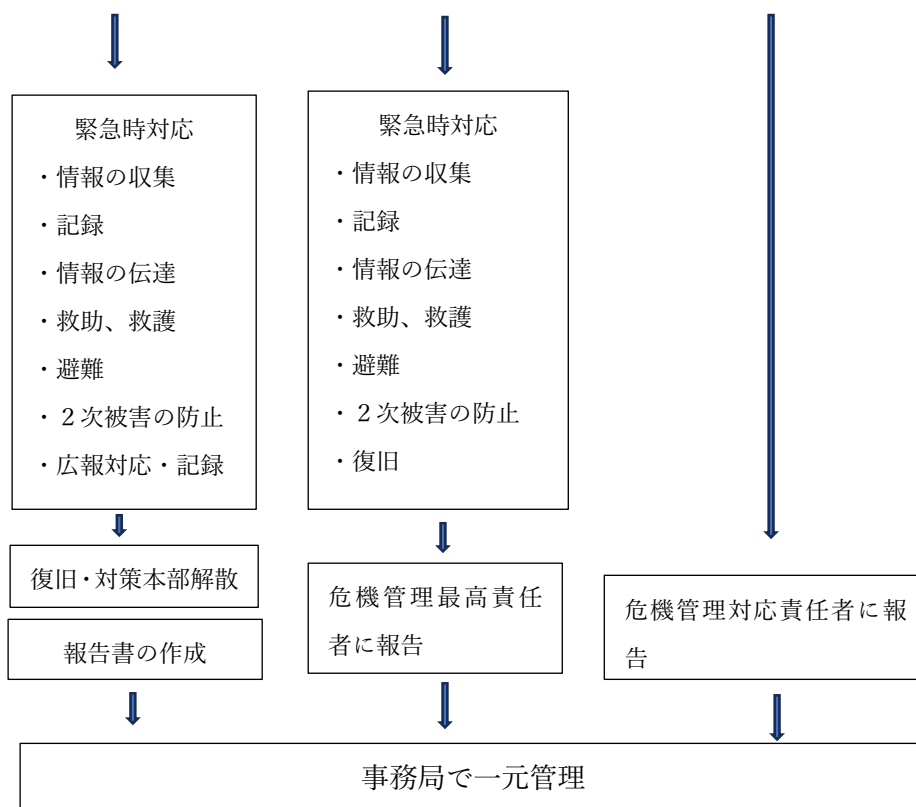 緊急時対応
・情報の収集
・記録
・情報の伝達
・救助、救護
・避難
・２次被害の防止
・広報対応・記録
緊急時対応
・情報の収集
・記録
・情報の伝達
・救助、救護
・避難
・２次被害の防止
・復旧
復旧・対策本部解散
報告書の作成
危機管理最高責任
者に報告
危機管理対応責任者に報
告
事務局で一元管理